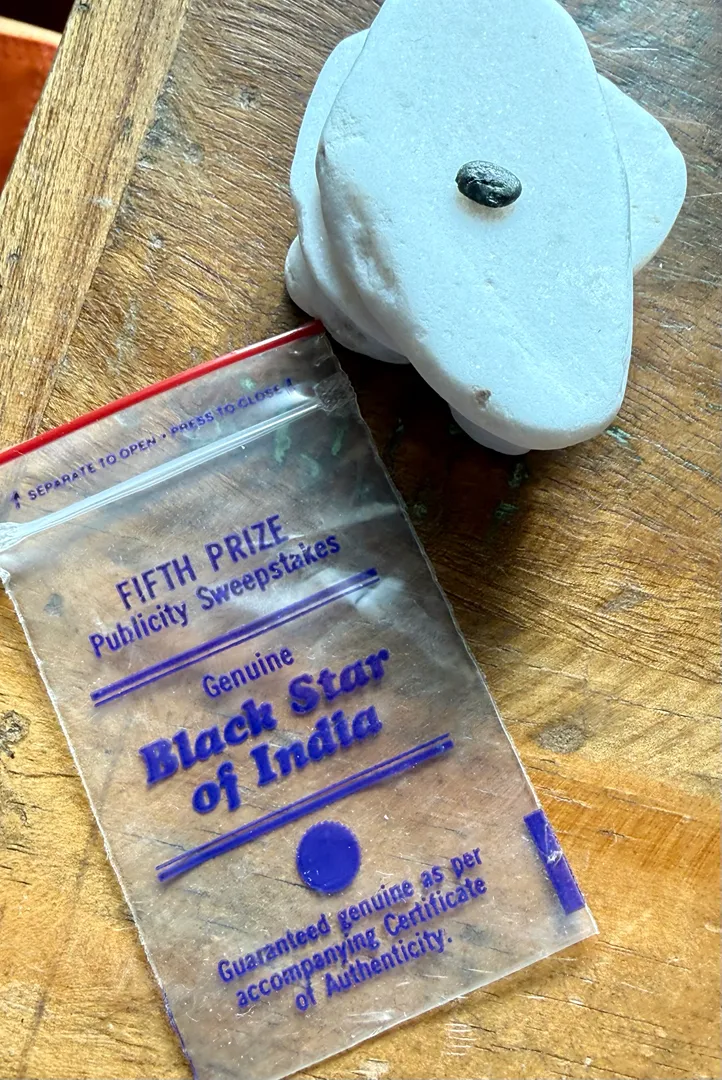 ↑ SEPARATE TO OPEN • PRESS TO CLOSE ↑
FIFTH PRIZE
Publicity Sweepstakes
Genuine
Black Star
of India
Guaranteed genuine as per
accompanying Certificate
of Authenticity.